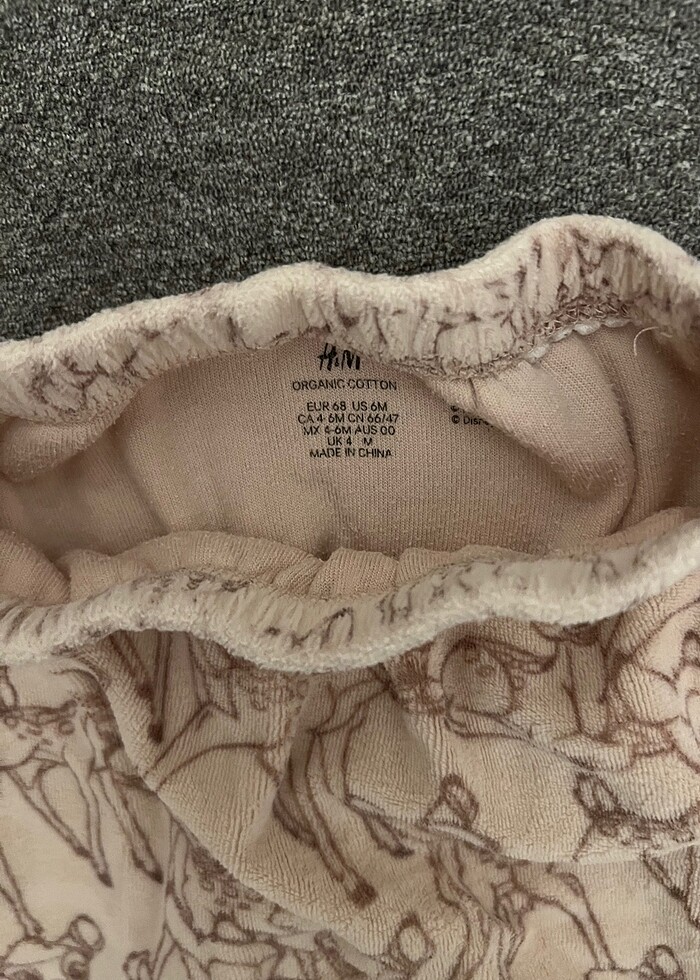 H&M
ORGANIC COTTON
EUR 68 US 6M
CA 4-6M CN 66/47
MX 4-6M AUS 00
UK 4 M
MADE IN CHINA
©
©